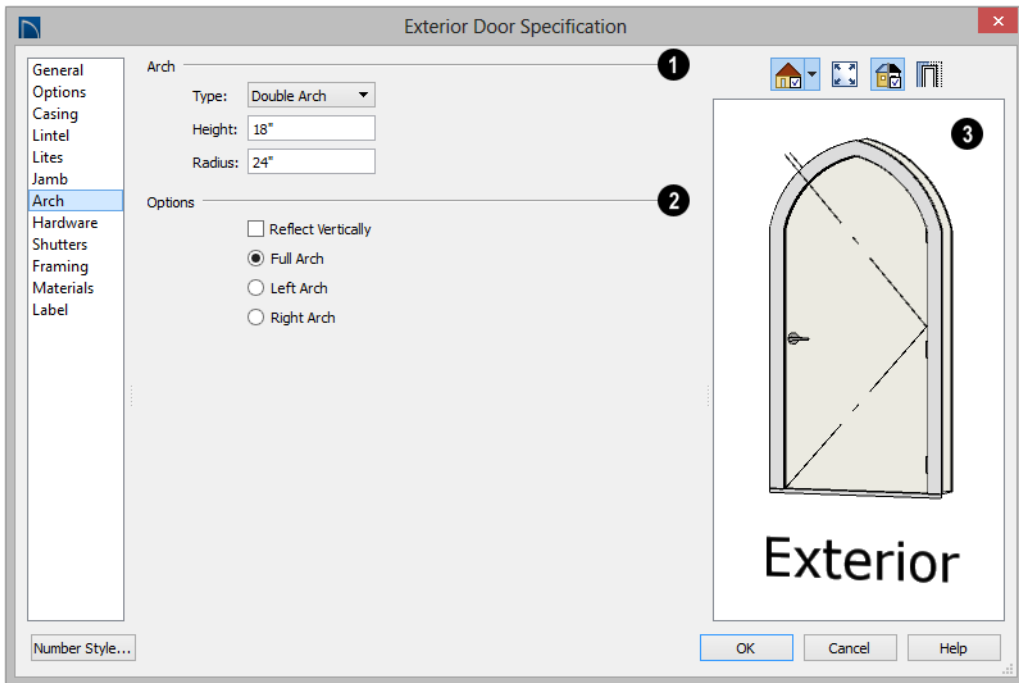 Exterior Door Specification
General
Options
Casing
Lintel
Lites
Jamb
Arch
Hardware
Shutters
Framing
Materials
Label
Arch
1
Type: Double Arch
Height: 18"
Radius: 24"
Options
2
Reflect Vertically
Full Arch
Left Arch
Right Arch
3
Exterior
Number Style...
OK
Cancel
Help